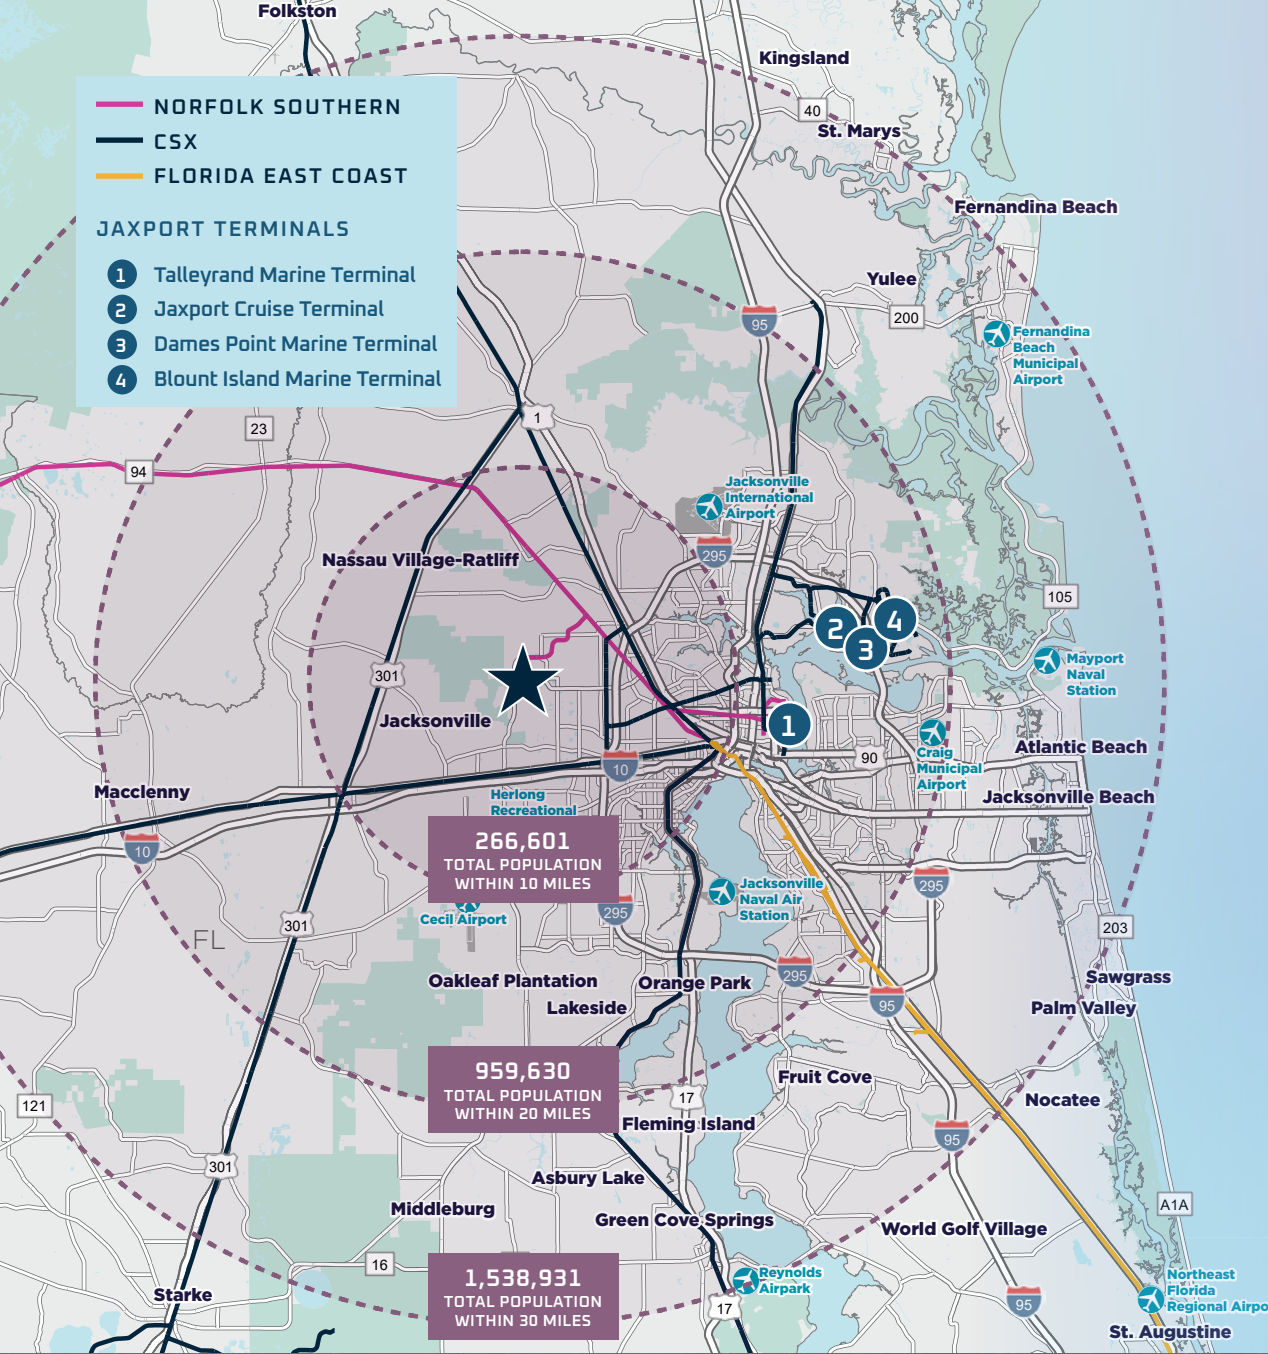 Folkston
Kingsland
NORFOLK SOUTHERN
CSX
FLORIDA EAST COAST
JAXPORT TERMINALS
1 Talleyrand Marine Terminal
2 Jaxport Cruise Terminal
3 Dames Point Marine Terminal
4 Blount Island Marine Terminal
40
St. Marys
Fernandina Beach
Yulee
200
95
Fernandina
Beach
Municipal
Airport
1
23
94
Jacksonville
International
Airport
295
Nassau Village-Ratliff
105
2
4
3
Mayport
Naval
Station
301
Jacksonville
1
Craig
Municipal
Airport
Atlantic Beach
90
10
Macclenny
Jacksonville Beach
Herlong
Recreational
10
266,601
TOTAL POPULATION
WITHIN 10 MILES
Jacksonville
Naval Air
Station
295
295
Cecil Airport
301
FL
203
295
Sawgrass
Oakleaf Plantation
Orange Park
Lakeside
95
Palm Valley
959,630
TOTAL POPULATION
WITHIN 20 MILES
Fruit Cove
17
Nocatee
121
Fleming Island
95
301
Asbury Lake
A1A
Middleburg
Green Cove Springs
World Golf Village
16
1,538,931
TOTAL POPULATION
WITHIN 30 MILES
Reynolds
Airpark
Starke
17
95
Northeast
Florida
Regional Airpo
St. Augustine